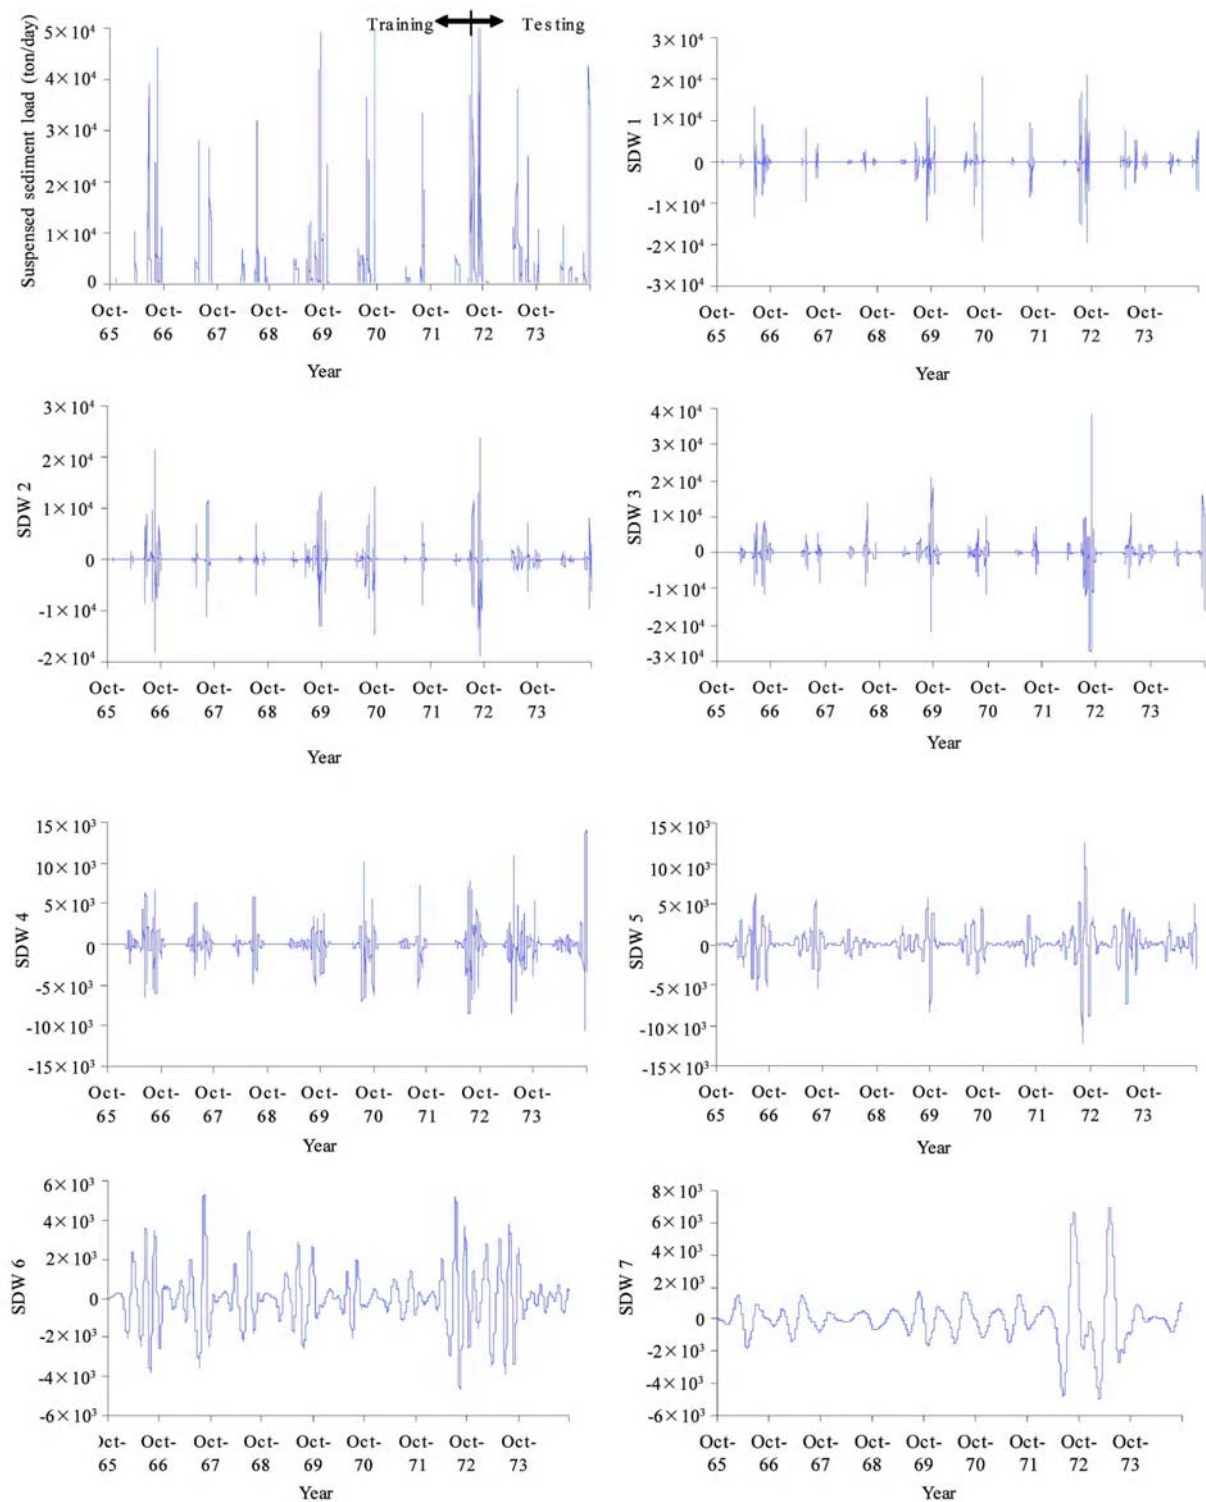 Training Testing
Suspensed sediment load (ton/day)
5×10⁴
4×10⁴
3×10⁴
2×10⁴
1×10⁴
0
Oct- Oct- Oct- Oct- Oct- Oct- Oct- Oct- Oct-
65 66 67 68 69 70 71 72 73
Year
SDW 1
3×10⁴
2×10⁴
1×10⁴
0
-1×10⁴
-2×10⁴
-3×10⁴
Oct- Oct- Oct- Oct- Oct- Oct- Oct- Oct- Oct-
65 66 67 68 69 70 71 72 73
Year
SDW 2
3×10⁴
2×10⁴
1×10⁴
0
-1×10⁴
-2×10⁴
Oct- Oct- Oct- Oct- Oct- Oct- Oct- Oct- Oct-
65 66 67 68 69 70 71 72 73
Year
SDW 3
4×10⁴
3×10⁴
2×10⁴
1×10⁴
0
-1×10⁴
-2×10⁴
-3×10⁴
Oct- Oct- Oct- Oct- Oct- Oct- Oct- Oct- Oct-
65 66 67 68 69 70 71 72 73
Year
SDW 4
15×10³
10×10³
5×10³
0
-5×10³
-10×10³
-15×10³
Oct- Oct- Oct- Oct- Oct- Oct- Oct- Oct- Oct-
65 66 67 68 69 70 71 72 73
Year
SDW 5
15×10³
10×10³
5×10³
0
-5×10³
-10×10³
-15×10³
Oct- Oct- Oct- Oct- Oct- Oct- Oct- Oct- Oct-
65 66 67 68 69 70 71 72 73
Year
SDW 6
6×10³
4×10³
2×10³
0
-2×10³
-4×10³
-6×10³
Oct- Oct- Oct- Oct- Oct- Oct- Oct- Oct- Oct-
65 66 67 68 69 70 71 72 73
Year
SDW 7
8×10³
6×10³
4×10³
2×10³
0
-2×10³
-4×10³
-6×10³
Oct- Oct- Oct- Oct- Oct- Oct- Oct- Oct- Oct-
65 66 67 68 69 70 71 72 73
Year